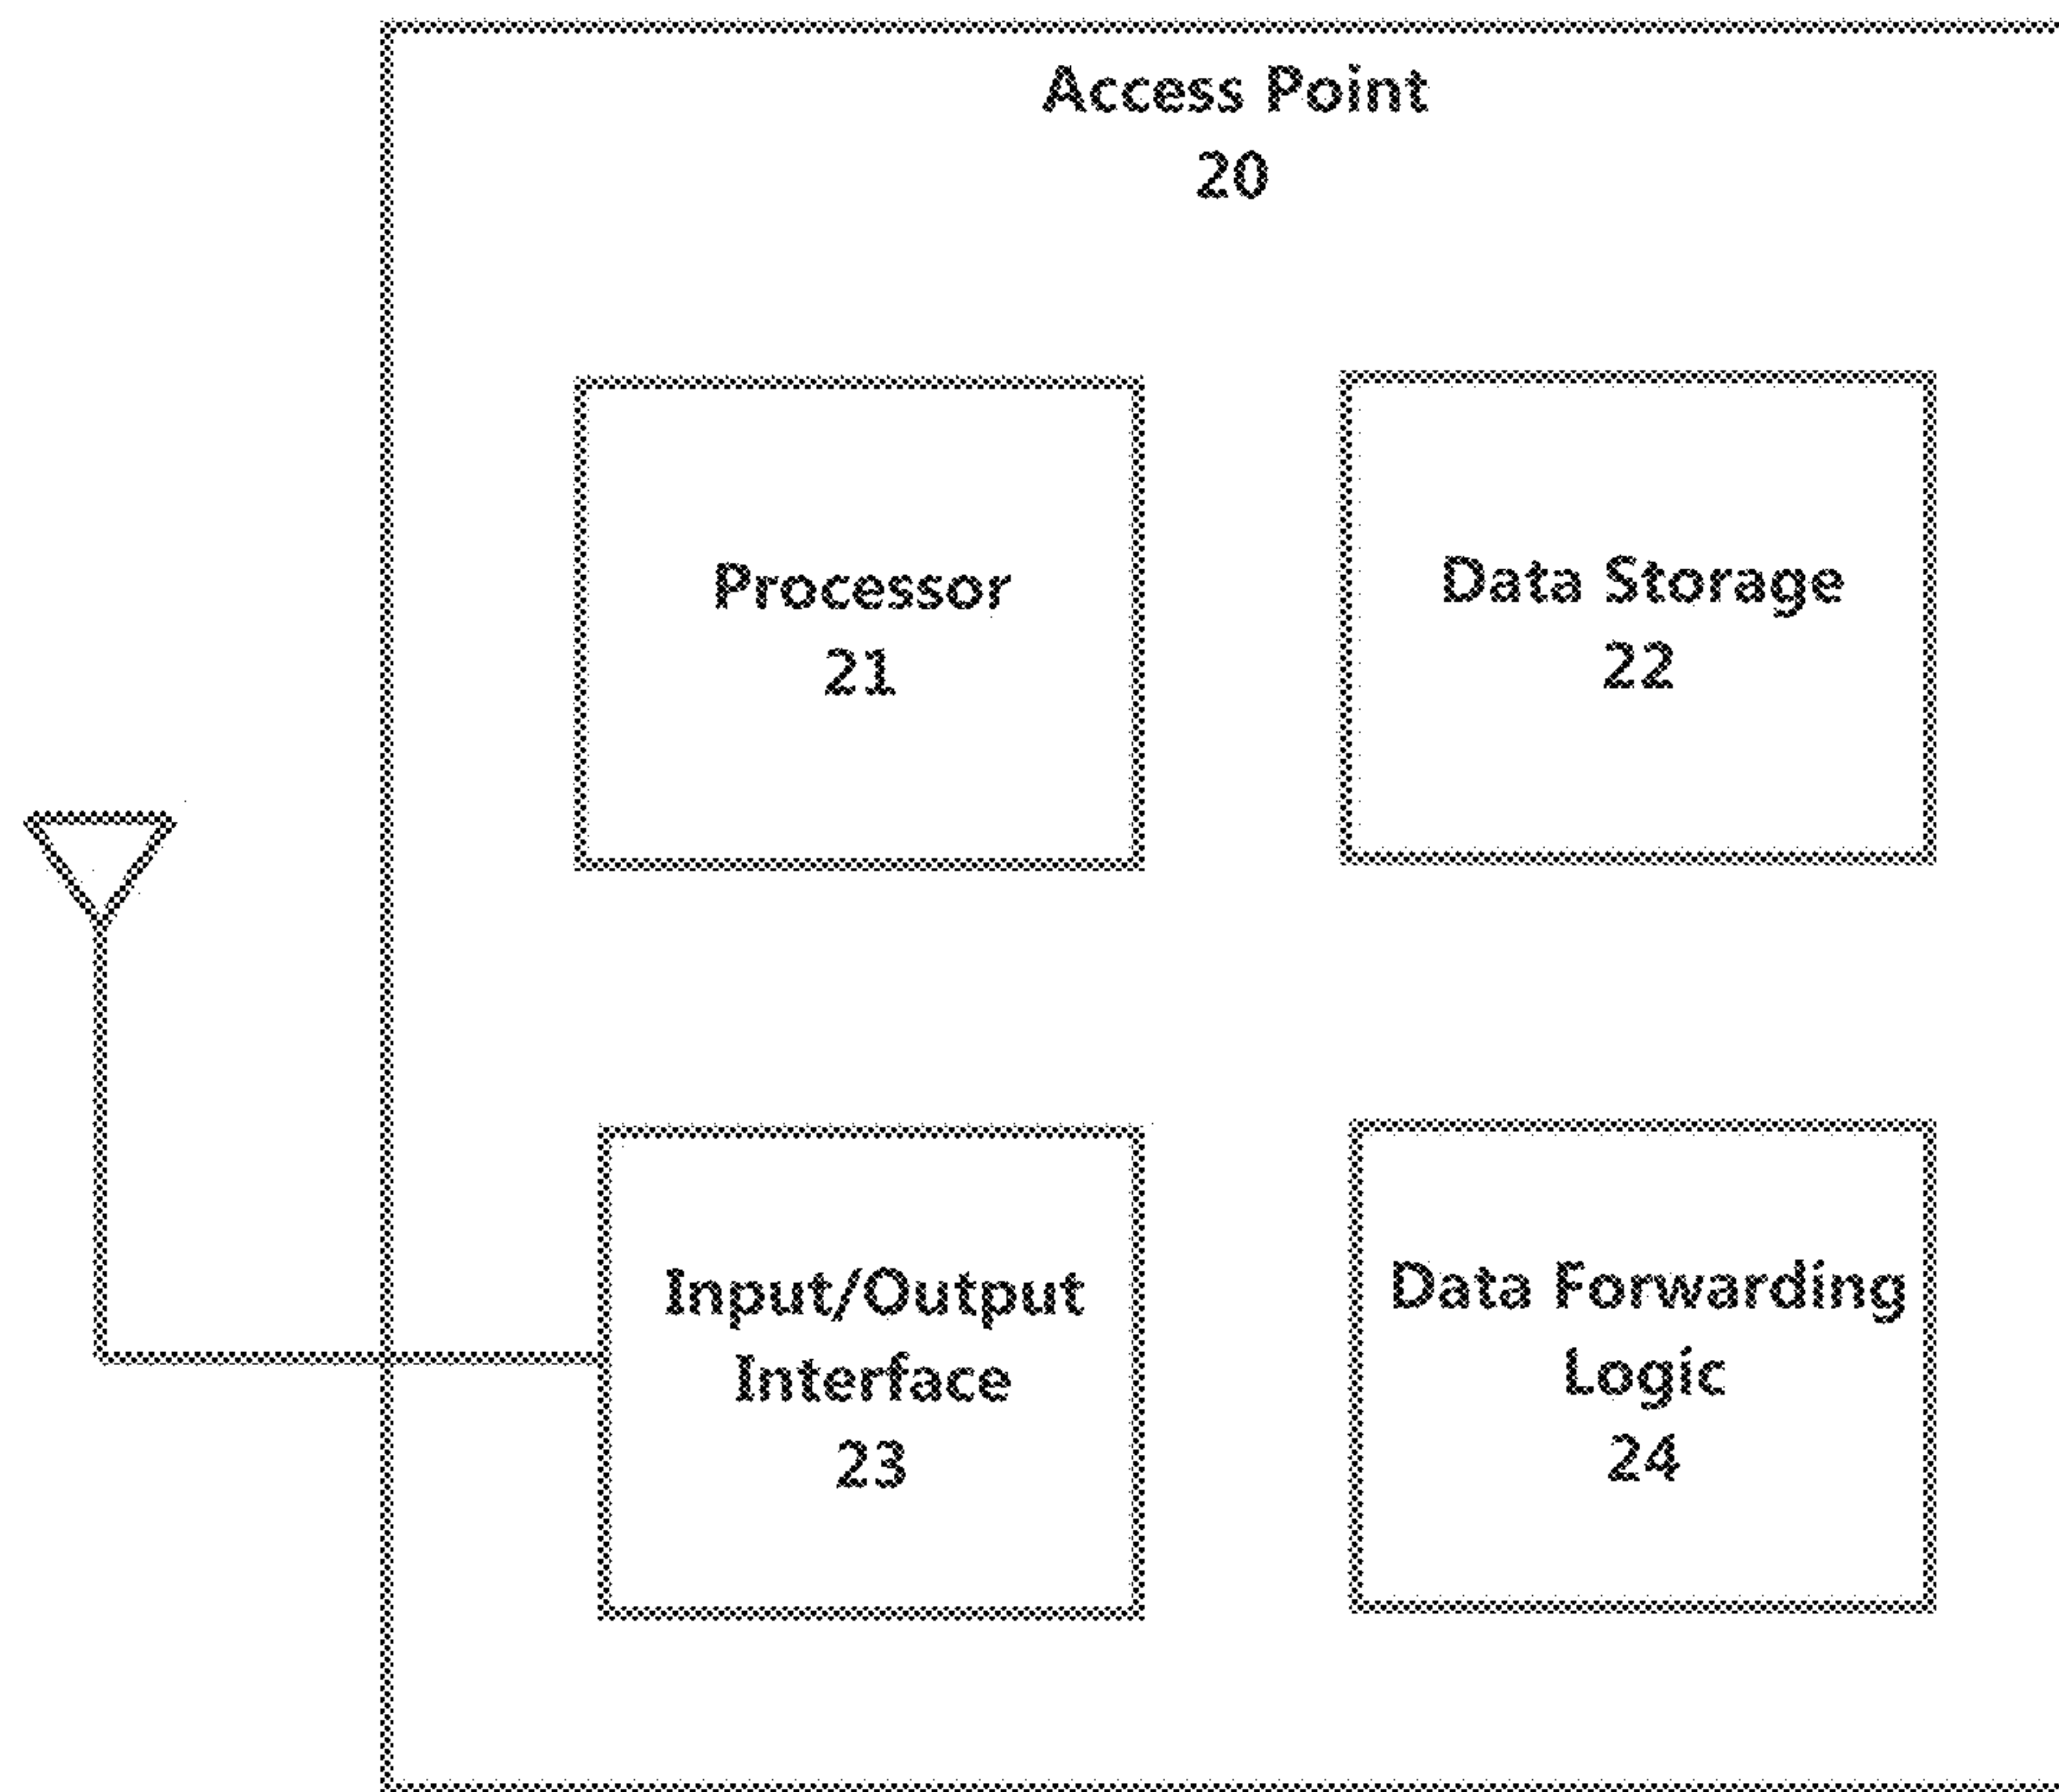 Access Point
20
Processor
21
Data Storage
22
Input/Output
Interface
23
Data Forwarding
Logic
24